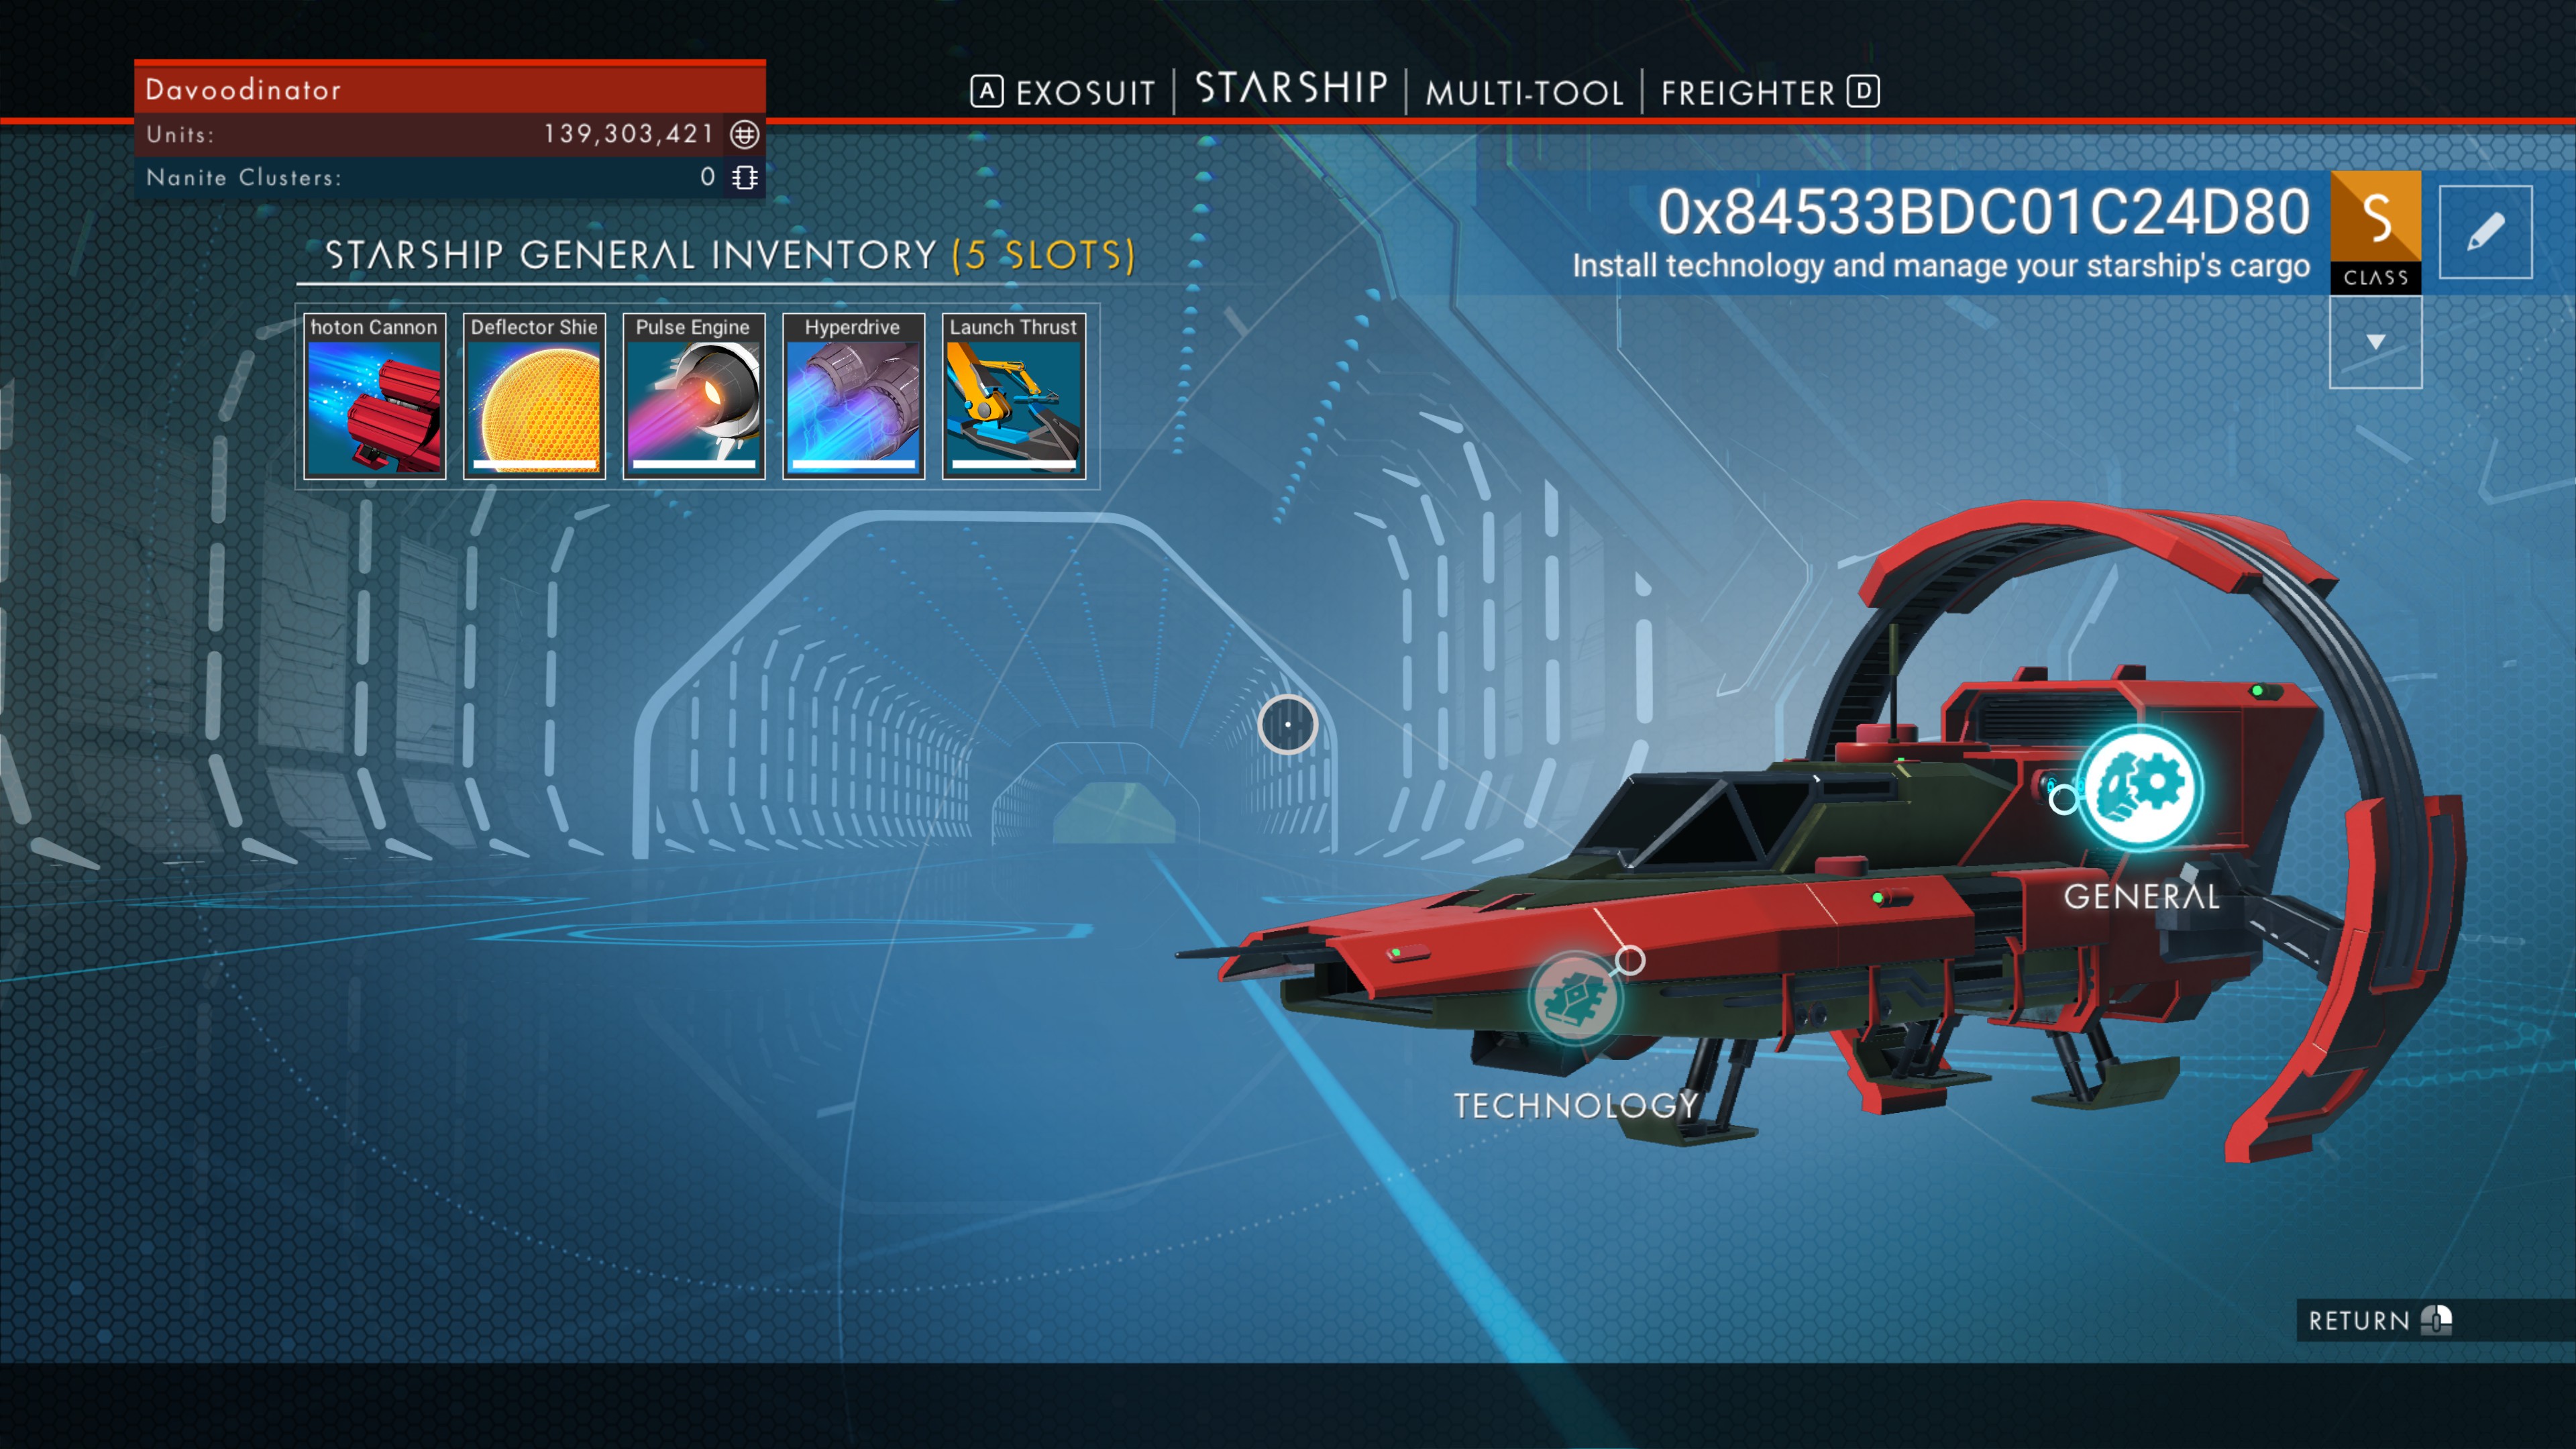 Davoodinator
Units: 139,303,421
Nanite Clusters: 0
A EXOSUIT STARSHIP MULTI-TOOL FREIGHTER D
0x84533BDC01C24D80
Install technology and manage your starship's cargo
S
CLASS
STARSHIP GENERAL INVENTORY (5 SLOTS)
hoton Cannon Deflector Shie Pulse Engine Hyperdrive Launch Thrust
GENERAL
TECHNOLOGY
RETURN